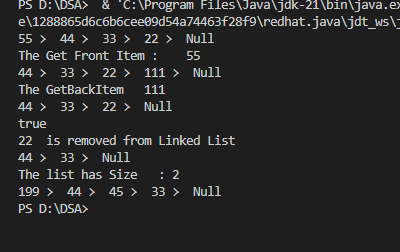 PS D:\DSA>  & 'C:\Program Files\Java\jdk-21\bin\java.ex
e\1288865d6c6b6cee09d54a74463f28f9\redhat.java\jdt_ws\j
55 >  44 >  33 >  22 >  Null
The Get Front Item :    55
44 >  33 >  22 >  111 >  Null
The GetBackItem   111
44 >  33 >  22 >  Null
true
22  is removed from Linked List
44 >  33 >  Null
The list has Size   : 2
199 >  44 >  45 >  33 >  Null
PS D:\DSA>